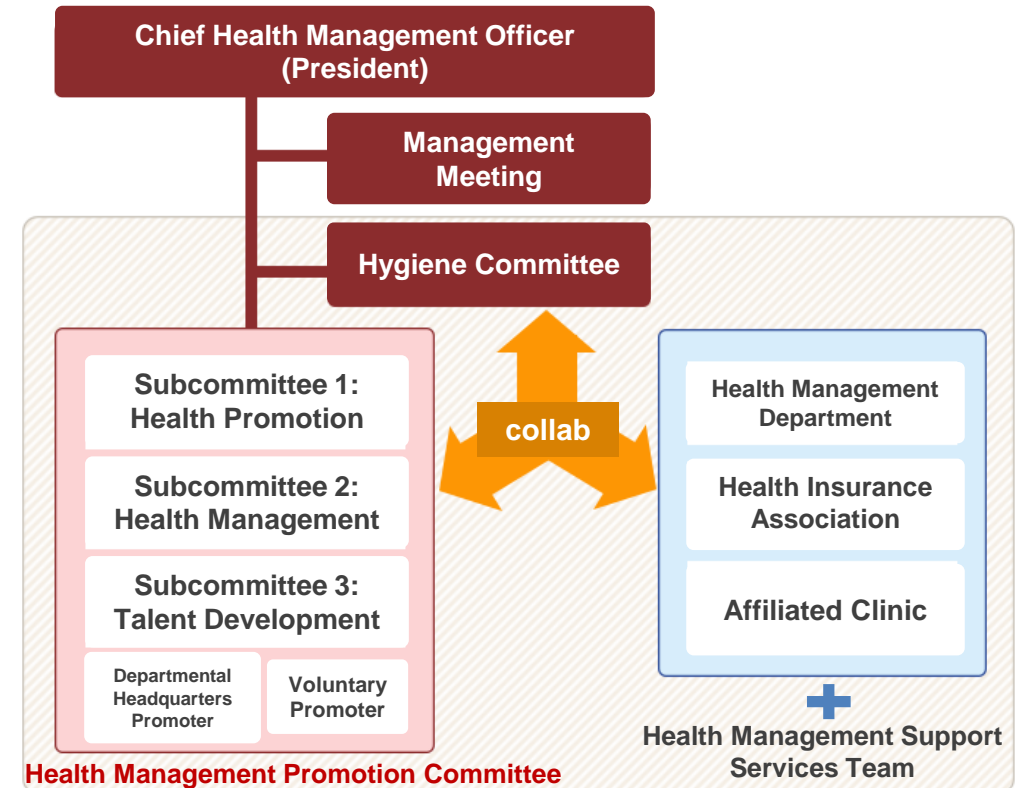 Chief Health Management Officer
(President)
Management
Meeting
Hygiene Committee
Subcommittee 1:
Health Promotion
Subcommittee 2:
Health Management
Subcommittee 3:
Talent Development
Departmental
Headquarters
Promoter
Voluntary
Promoter
Health Management Promotion Committee
collab
Health Management
Department
Health Insurance
Association
Affiliated Clinic
Health Management Support
Services Team